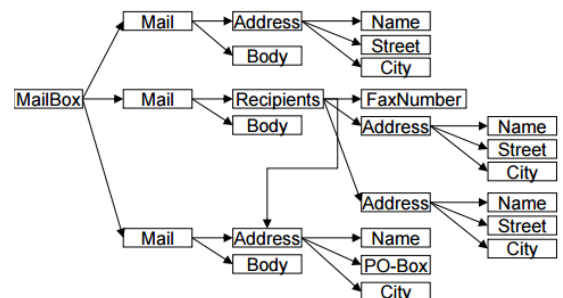 Mail Address Name
Street
Body
City
MailBox Mail Recipients FaxNumber
Body Address Name
Street
City
Address Name
Street
Mail Address Name City
Body PO-Box
City